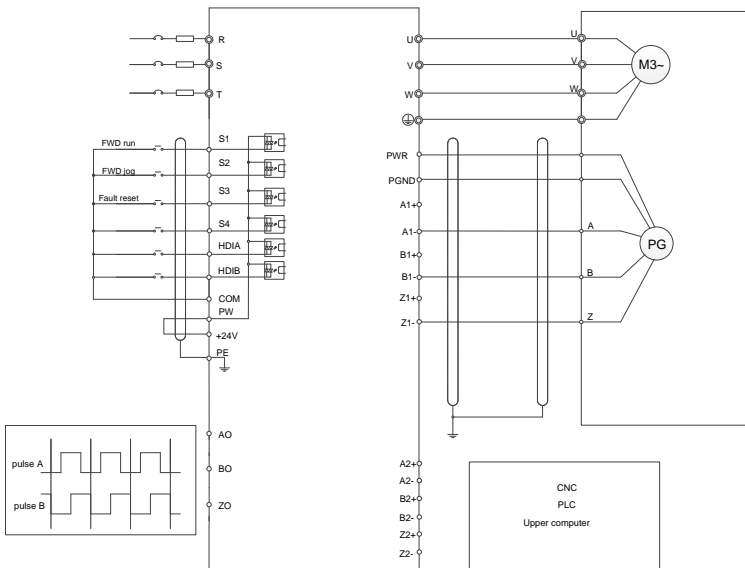 R
S
T
FWD run
S1
FWD jog
S2
Fault reset
S3
S4
HDIA
HDIB
COM
PW
+24V
PE
AO
BO
ZO
pulse A
pulse B
U
V
W
PWR
PGND
A1+
A1-
B1+
B1-
Z1+
Z1-
A2+
A2-
B2+
B2-
Z2+
Z2-
U
V
W
M3~
A
B
Z
PG
CNC
PLC
Upper computer